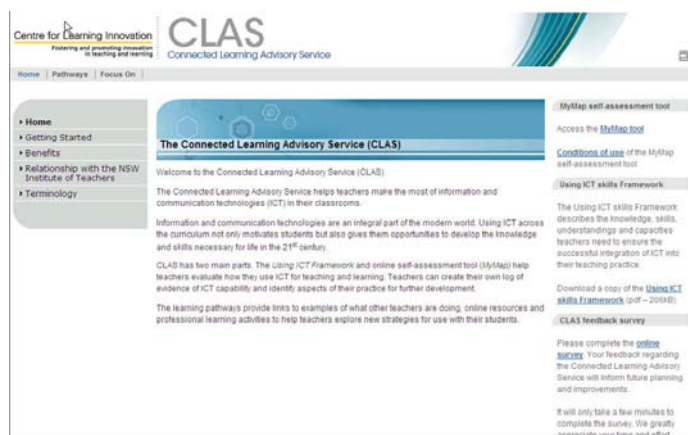 Centre for Learning Innovation
Fostering and promoting innovation
in teaching and learning
CLAS
Connected Learning Advisory Service
Home | Pathways | Focus On |
Home
Getting Started
Benefits
Relationship with the NSW
Institute of Teachers
Terminology
The Connected Learning Advisory Service (CLAS)
Welcome to the Connected Learning Advisory Service (CLAS)
The Connected Learning Advisory Service helps teachers make the most of information and
communication technologies (ICT) in their classrooms.
Information and communication technologies are an integral part of the modern world. Using ICT across
the curriculum not only motivates students but also gives them opportunities to develop the knowledge
and skills necessary for life in the 21st century.
CLAS has two main parts. The Using ICT Framework and online self-assessment tool (MyMap) help
teachers evaluate how they use ICT for teaching and learning. Teachers can create their own log of
evidence of ICT capability and identify aspects of their practice for further development.
The learning pathways provide links to examples of what other teachers are doing, online resources and
professional learning activities to help teachers explore new strategies for use with their students.
MyMap self-assessment tool
Access the MyMap tool
Conditions of use of the MyMap
self-assessment tool
Using ICT skills Framework
The Using ICT skills Framework
describes the knowledge, skills,
understandings and capacities
teachers need to ensure the
successful integration of ICT into
their teaching practice.
Download a copy of the Using ICT
skills Framework (pdf – 206kB)
CLAS feedback survey
Please complete the online
survey. Your feedback regarding
the Connected Learning Advisory
Service will inform future planning
and improvements.
It will only take a few minutes to
complete the survey. We greatly
appreciate your time and effort